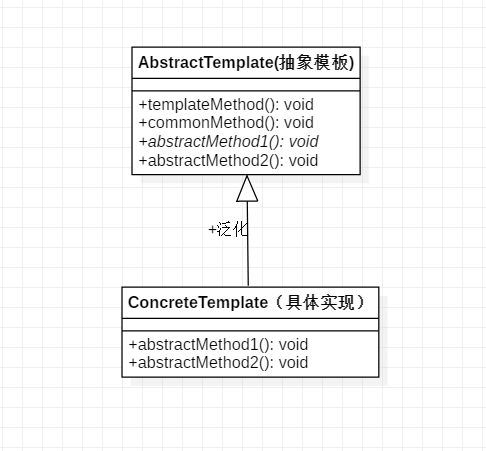 AbstractTemplate(抽象模板)
+templateMethod(): void
+commonMethod(): void
+abstractMethod1(): void
+abstractMethod2(): void
+泛化
ConcreteTemplate（具体实现）
+abstractMethod1(): void
+abstractMethod2(): void